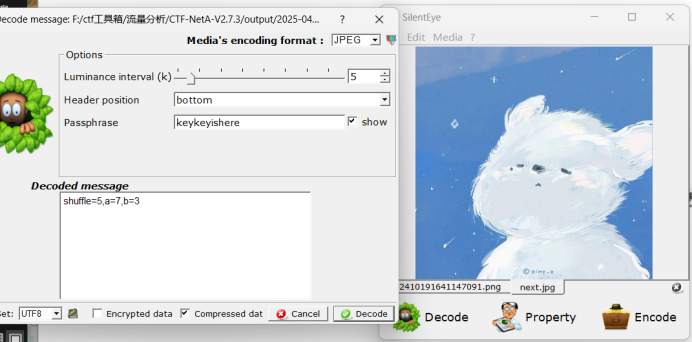 Decode message: F:/ctf工具箱/流量分析/CTF-NetA-V2.7.3/output/2025-04... ? ×
Media's encoding format : JPEG
Options
Luminance interval (k) 5
Header position bottom
Passphrase keykeyishere show
Decoded message
shuffle=5,a=7,b=3
set: UTF8 Encrypted data Compressed dat Cancel Decode
SilentEye
Edit Media ?
2410191641147091.png next.jpg
Decode Property Encode